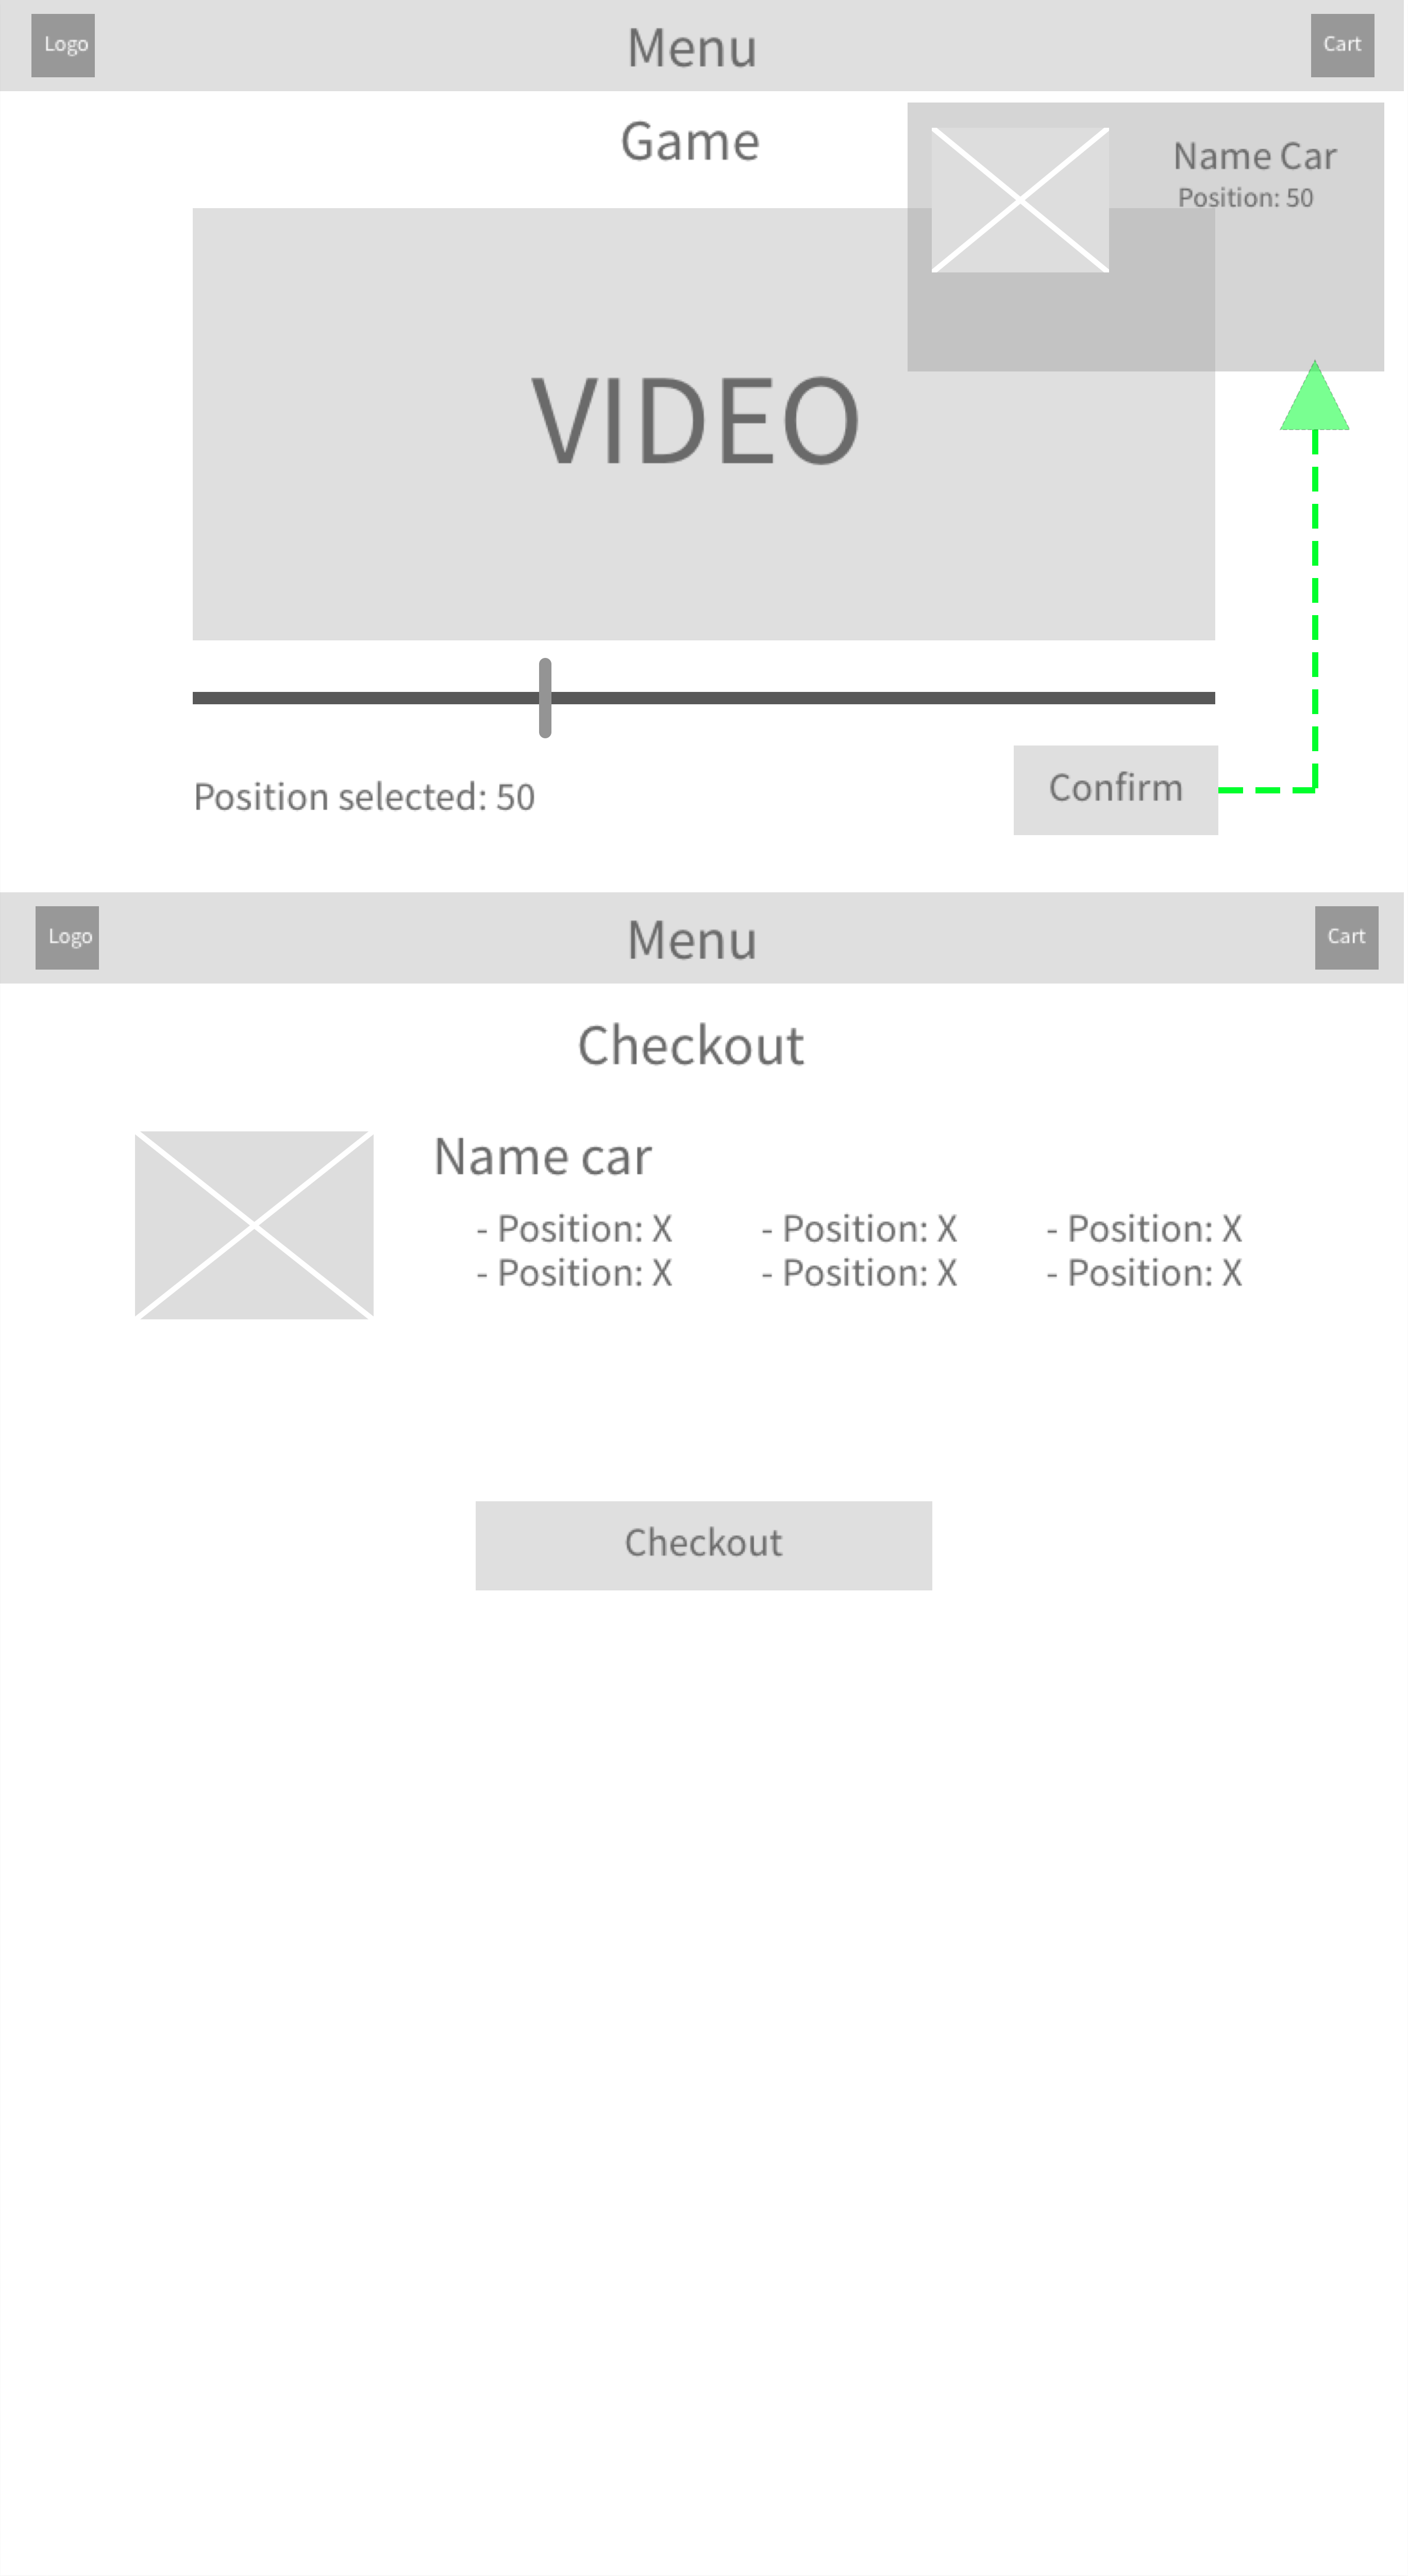 Logo
Menu
Cart
Game
Name Car
Position: 50
VIDEO
Position selected: 50
Confirm
Logo
Menu
Cart
Checkout
Name car
- Position: X - Position: X - Position: X
- Position: X - Position: X - Position: X
Checkout